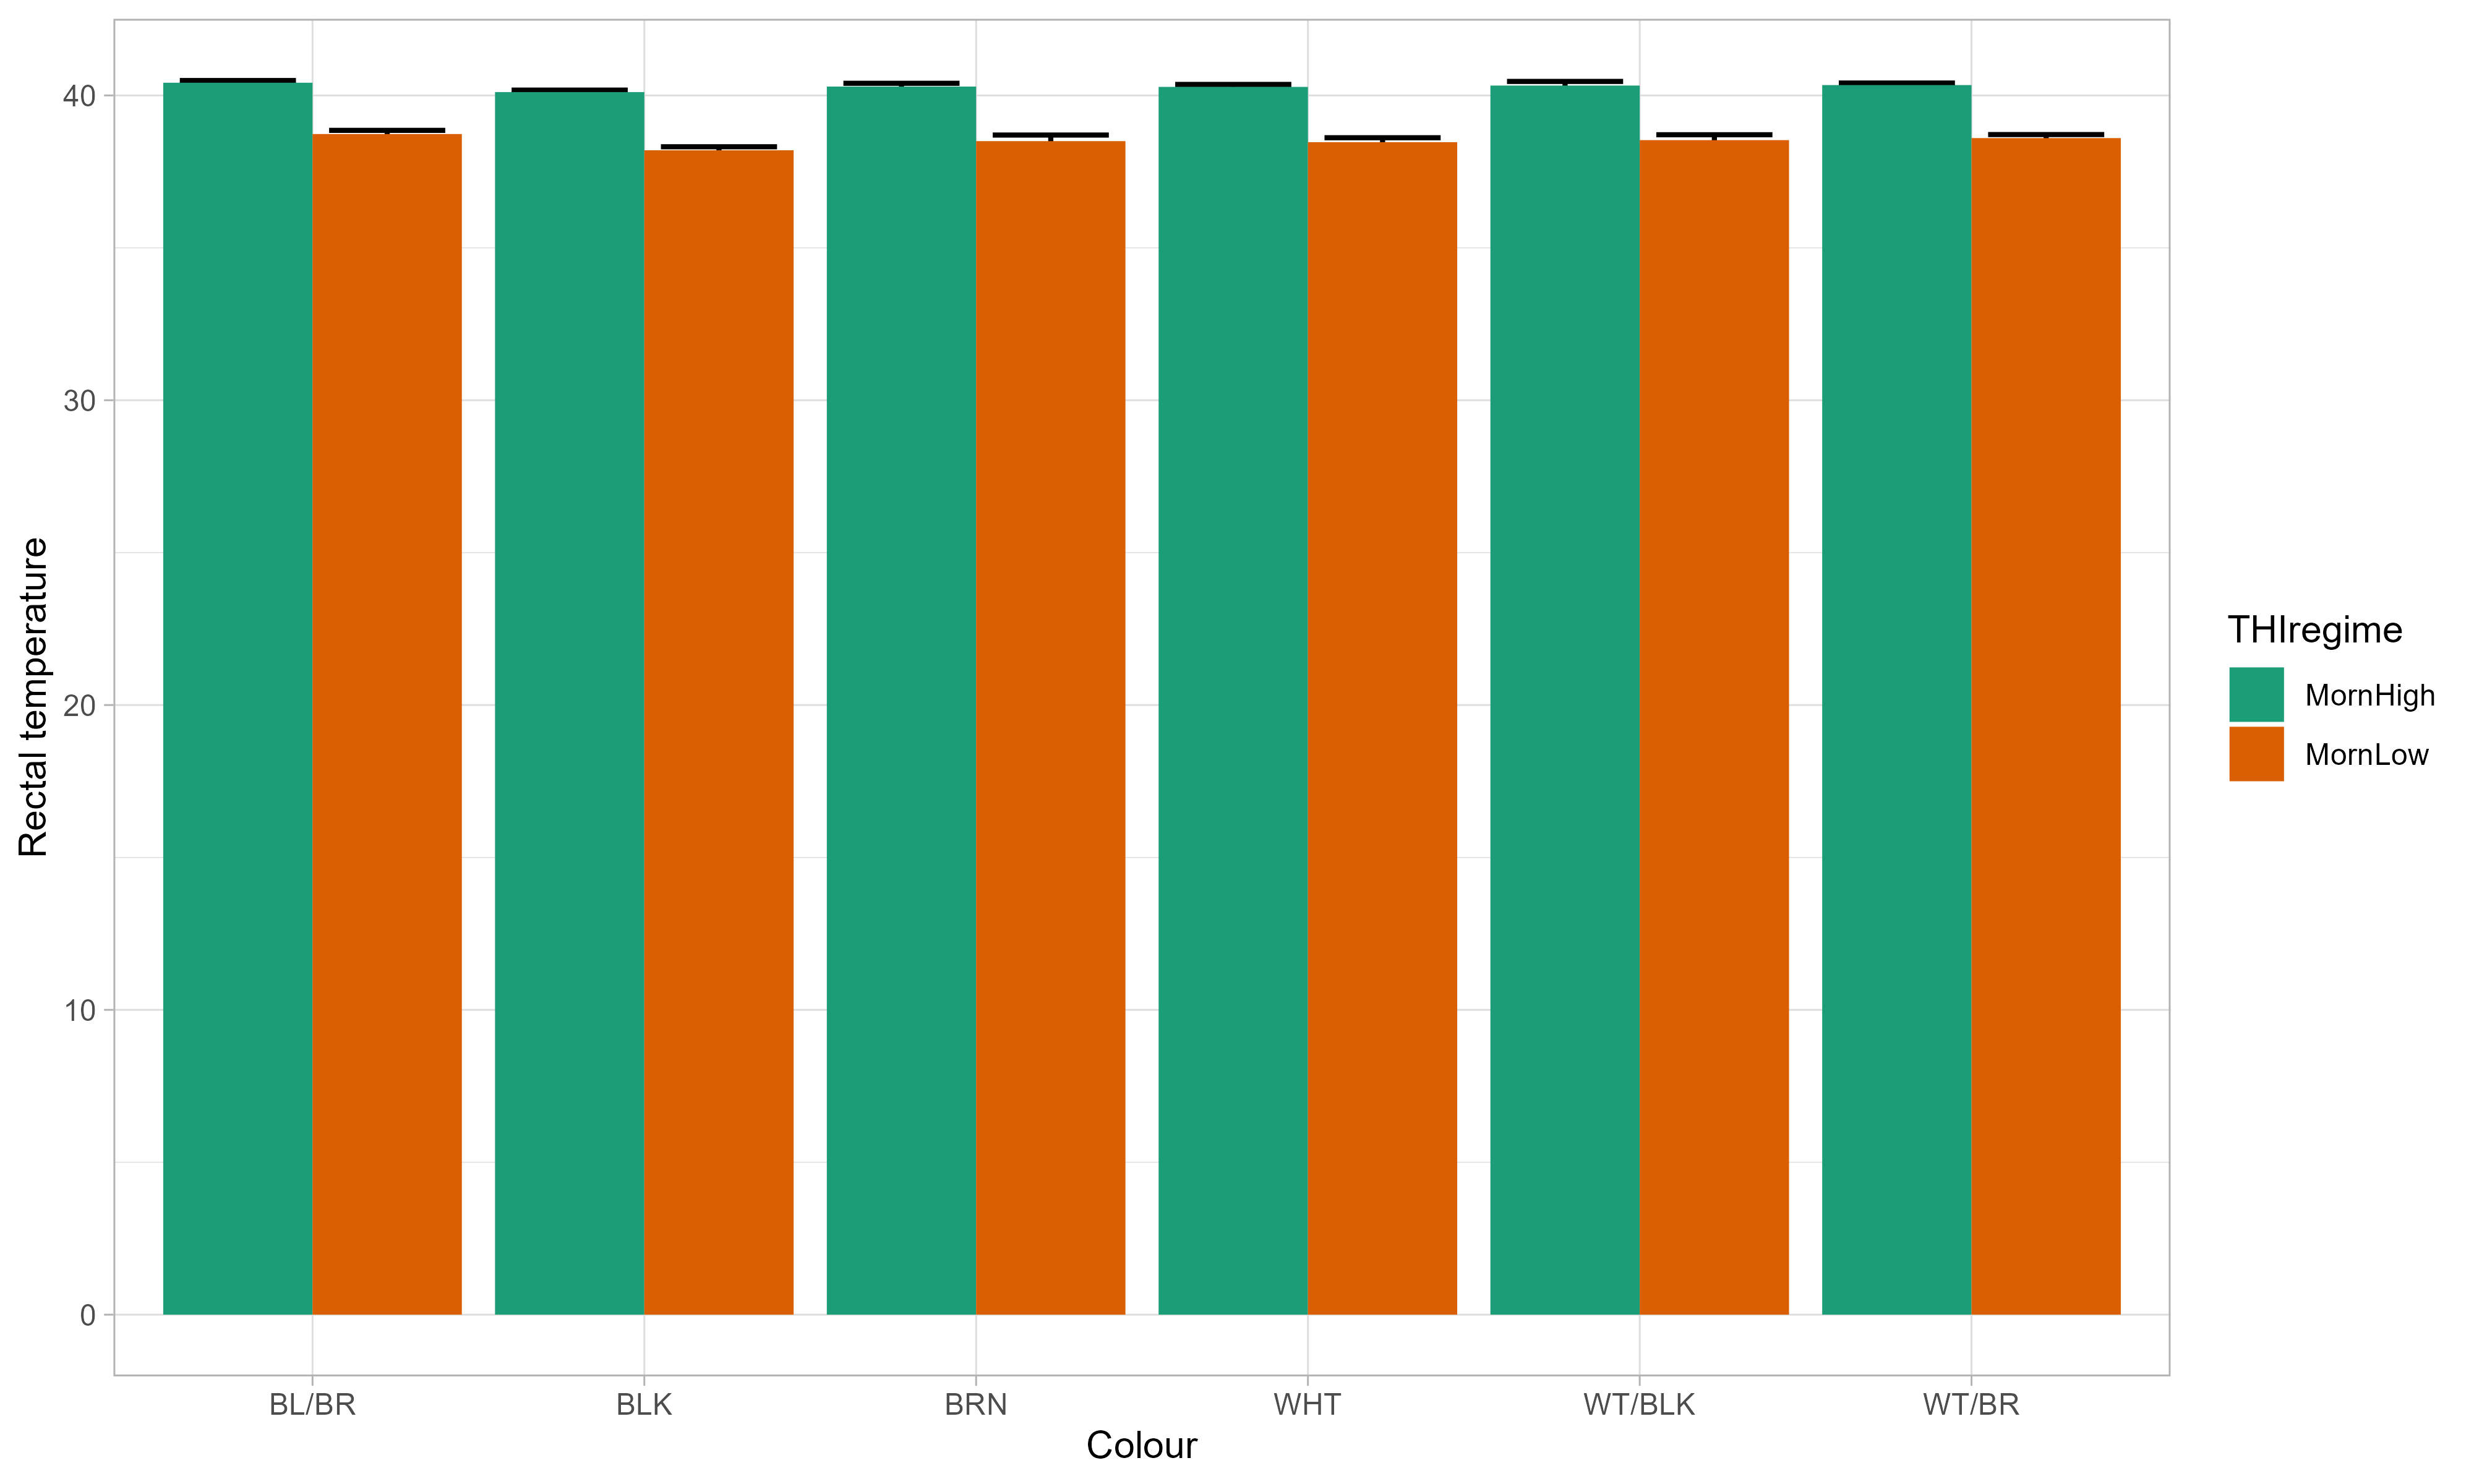 40
30
20
10
0
Rectal temperature
BL/BR
BLK
BRN
WHT
WT/BLK
WT/BR
Colour
THIregime
MornHigh
MornLow